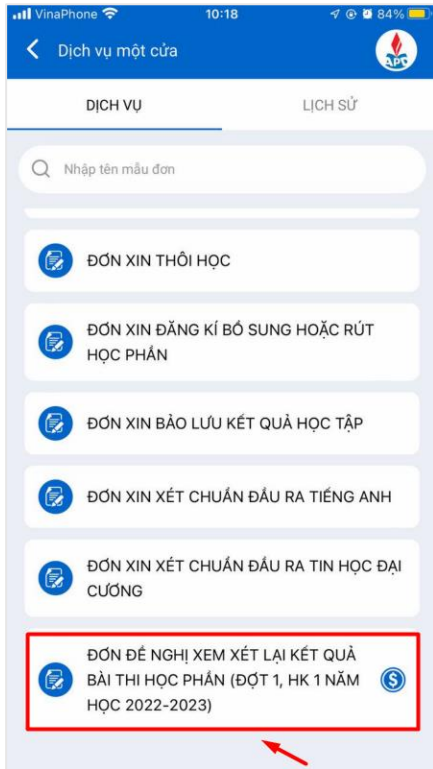 VinaPhone 10:18 84%
Dịch vụ một cửa
APC
DỊCH VỤ LỊCH SỬ
Nhập tên mẫu đơn
ĐƠN XIN THÔI HỌC
ĐƠN XIN ĐĂNG KÍ BỔ SUNG HOẶC RÚT
HỌC PHẦN
ĐƠN XIN BẢO LƯU KẾT QUẢ HỌC TẬP
ĐƠN XIN XÉT CHUẨN ĐẦU RA TIẾNG ANH
ĐƠN XIN XÉT CHUẨN ĐẦU RA TIN HỌC ĐẠI
CƯƠNG
ĐƠN ĐỀ NGHỊ XEM XÉT LẠI KẾT QUẢ
BÀI THI HỌC PHẦN (ĐỢT 1, HK 1 NĂM
HỌC 2022-2023)